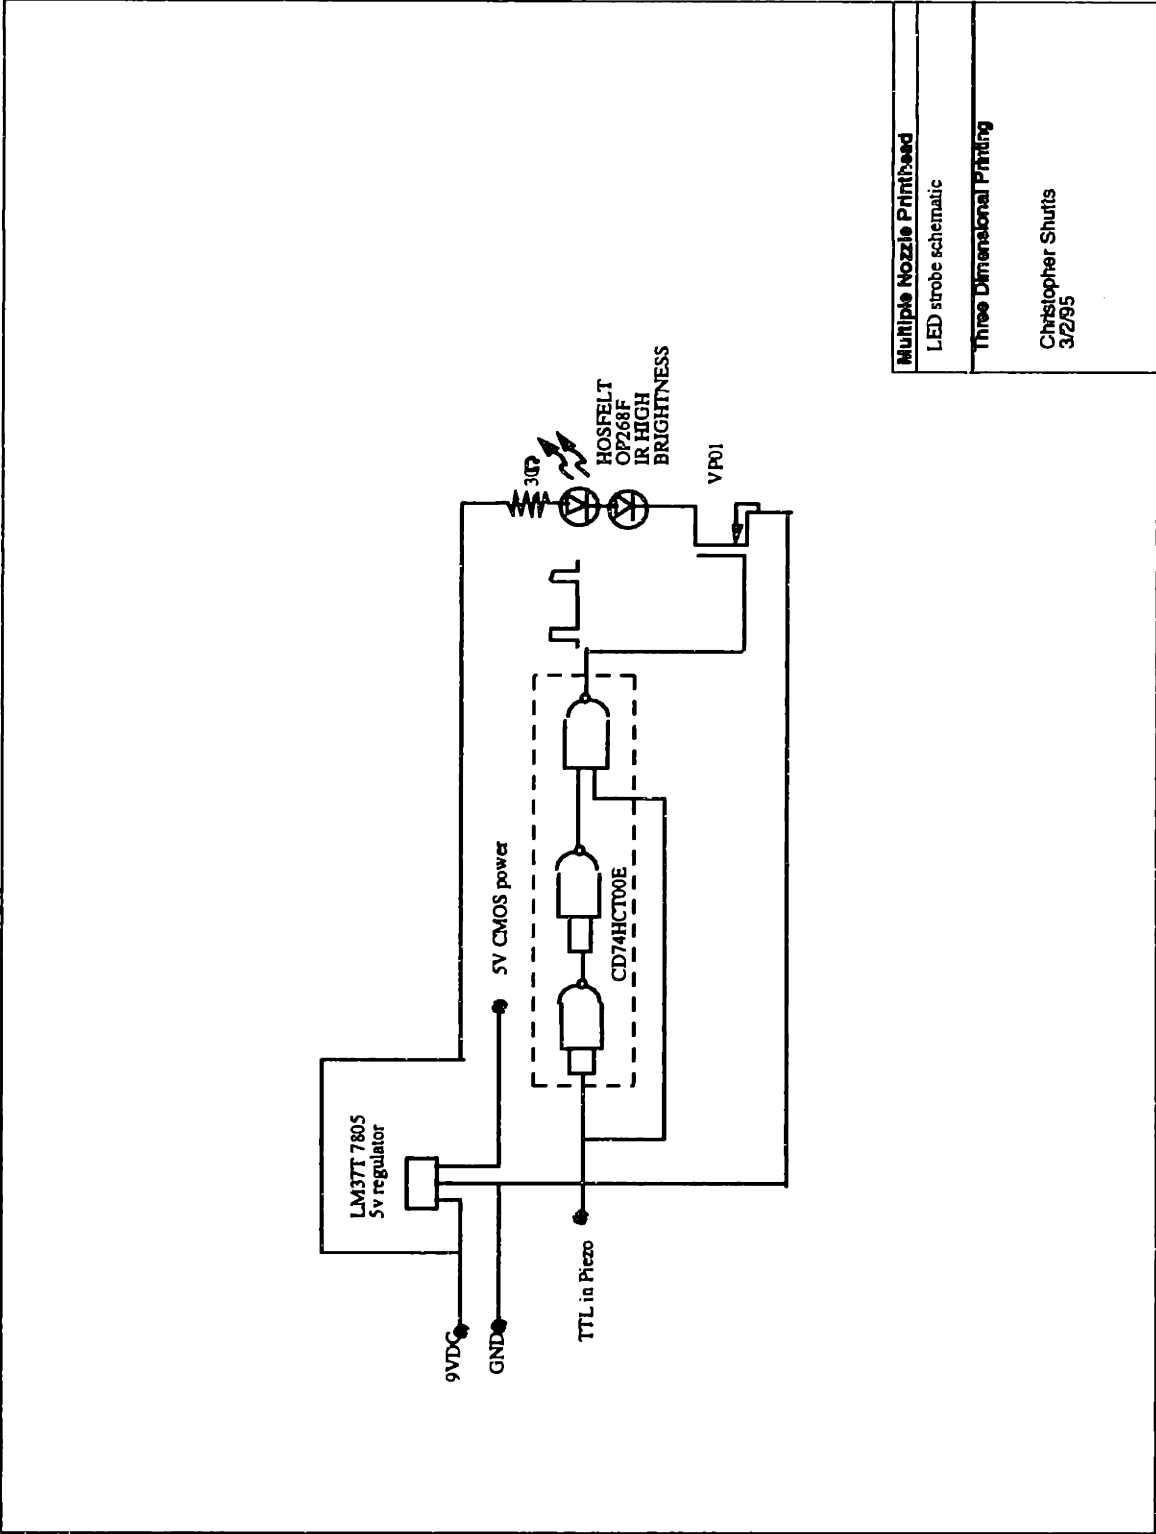 LM37T 7805
5v regulator
9VDC
GND
5V CMOS power
TTL in Piezo
CD74HCT00E
30Ω
HOSFELT
OP268F
IR HIGH
BRIGHTNESS
VP01
Multiple Nozzle Printhead
LED strobe schematic
Three Dimensional Printing
Christopher Shutts
3/2/95